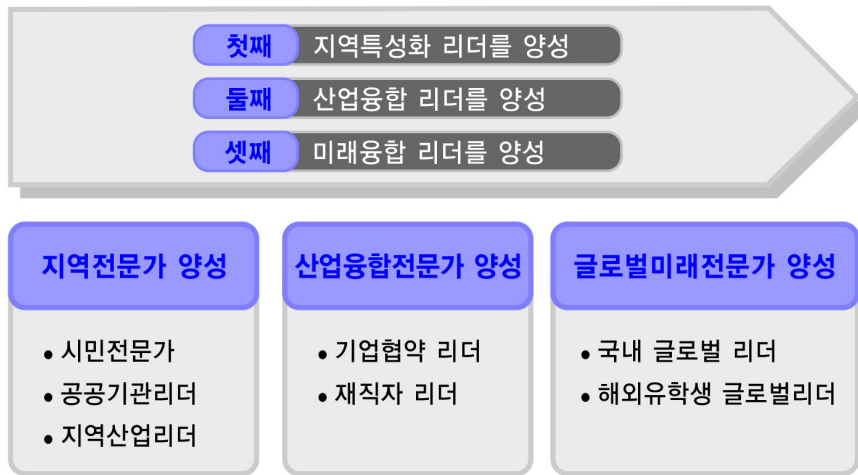 첫째 지역특성화 리더를 양성
둘째 산업융합 리더를 양성
셋째 미래융합 리더를 양성
지역전문가 양성
• 시민전문가
• 공공기관리더
• 지역산업리더
산업융합전문가 양성
• 기업협약 리더
• 재직자 리더
글로벌미래전문가 양성
• 국내 글로벌 리더
• 해외유학생 글로벌리더